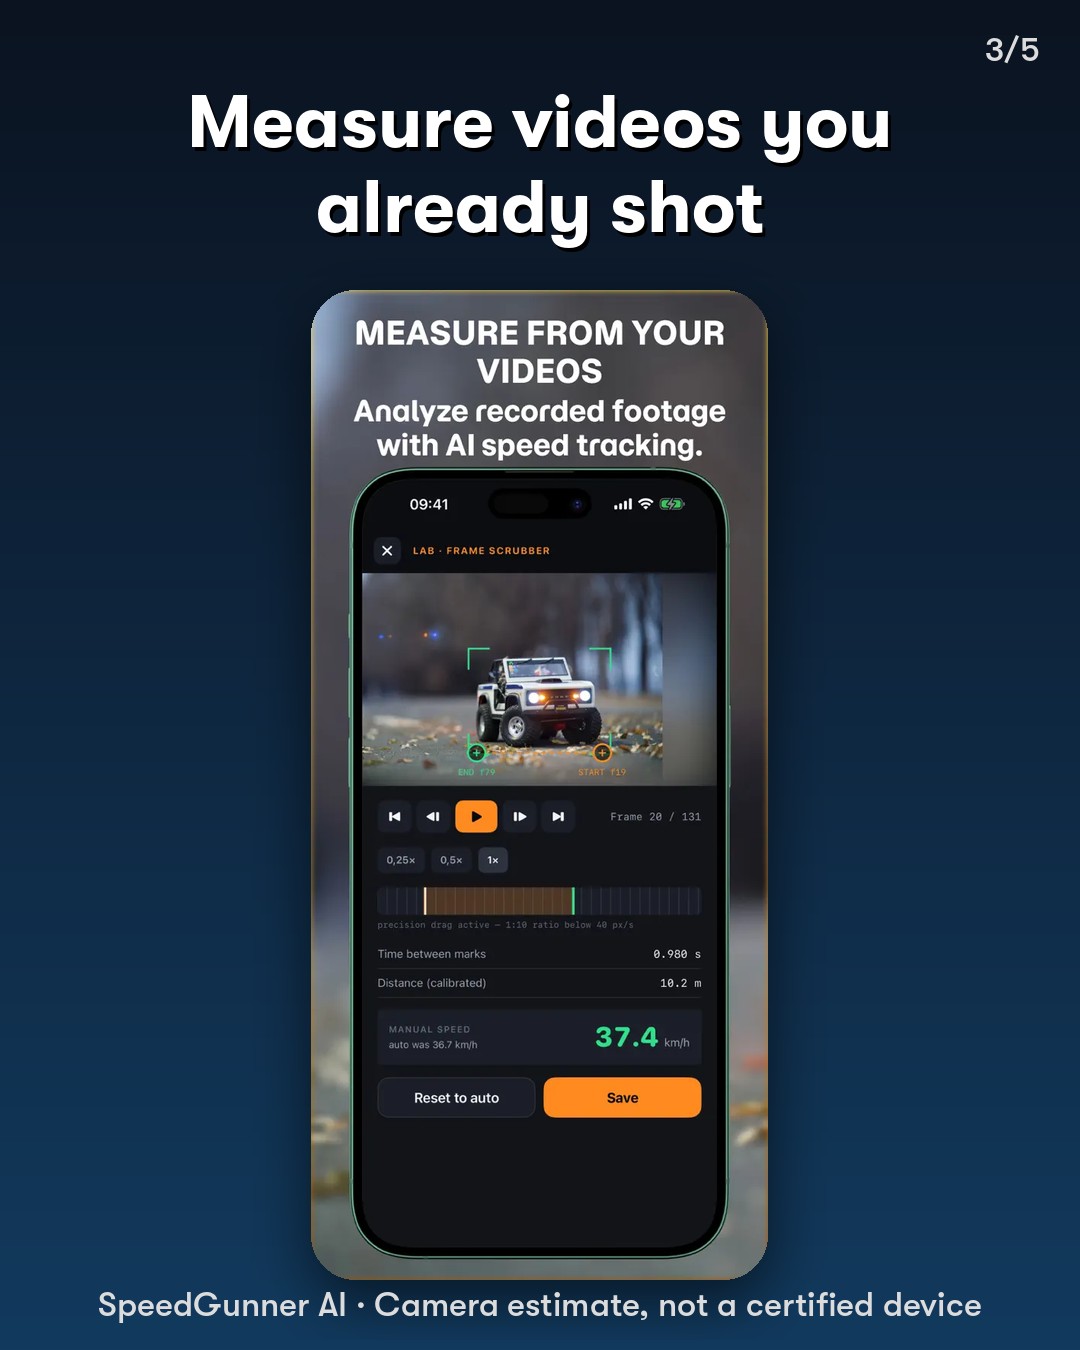 3/5
Measure videos you
already shot
MEASURE FROM YOUR
VIDEOS
Analyze recorded footage
with AI speed tracking.
09:41
LAB · FRAME SCRUBBER
END f79
START f19
Frame 20 / 131
0,25×
0,5×
1×
precision drag active — 1:10 ratio below 40 px/s
Time between marks
0.980 s
Distance (calibrated)
10.2 m
MANUAL SPEED
auto was 36.7 km/h
37.4 km/h
Reset to auto
Save
SpeedGunner AI · Camera estimate, not a certified device